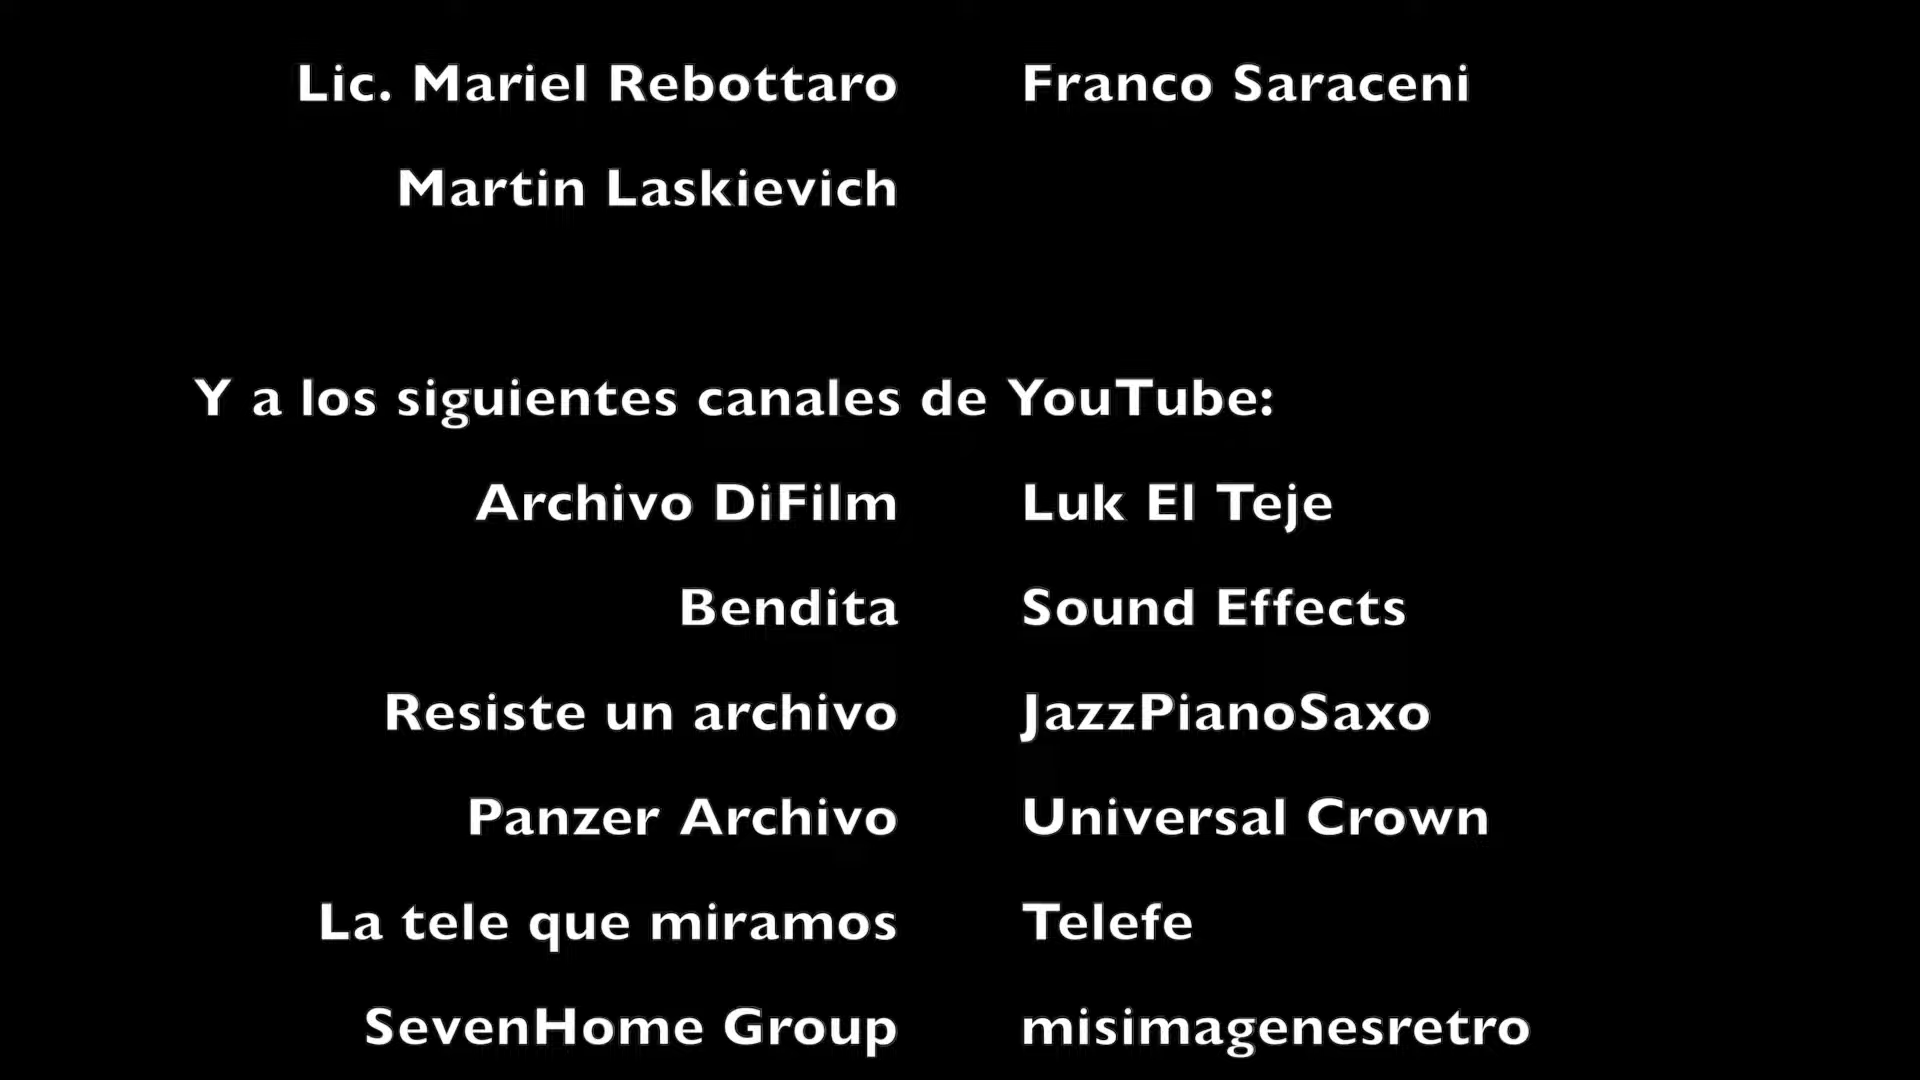 Lic. Mariel Rebottaro Franco Saraceni
Martin Laskievich
Y a los siguientes canales de YouTube:
Archivo DiFilm Luk El Teje
Bendita Sound Effects
Resiste un archivo JazzPianoSaxo
Panzer Archivo Universal Crown
La tele que miramos Telefe
SevenHome Group misimagenesretro